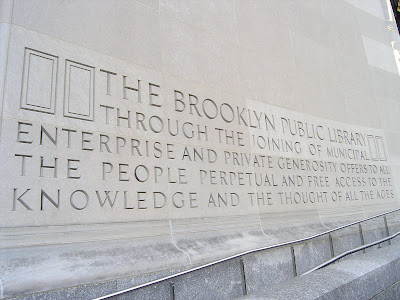 THE BROOKLYN PUBLIC LIBRARY
THROUGH THE JOINING OF MUNICIPAL
ENTERPRISE AND PRIVATE GENEROSITY OFFERS TO ALL
THE PEOPLE PERPETUAL AND FREE ACCESS TO THE
KNOWLEDGE AND THE THOUGHT OF ALL THE AGES